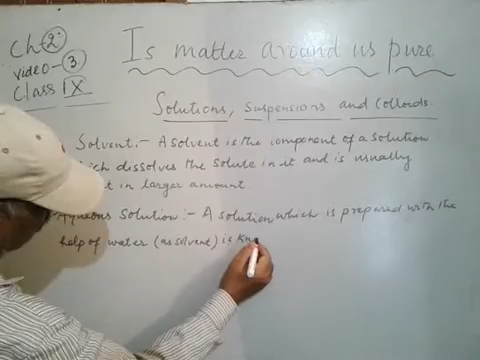 Ch 2.
Is matter around us pure
video - 3
Class IX
Solutions, Suspensions and Colloids.
Solvent:- A solvent is the component of a solution
which dissolves the solute in it and is usually
in larger amount
Aqueous Solution:- A solution which is prepared with the
help of water (as solvent) is kno